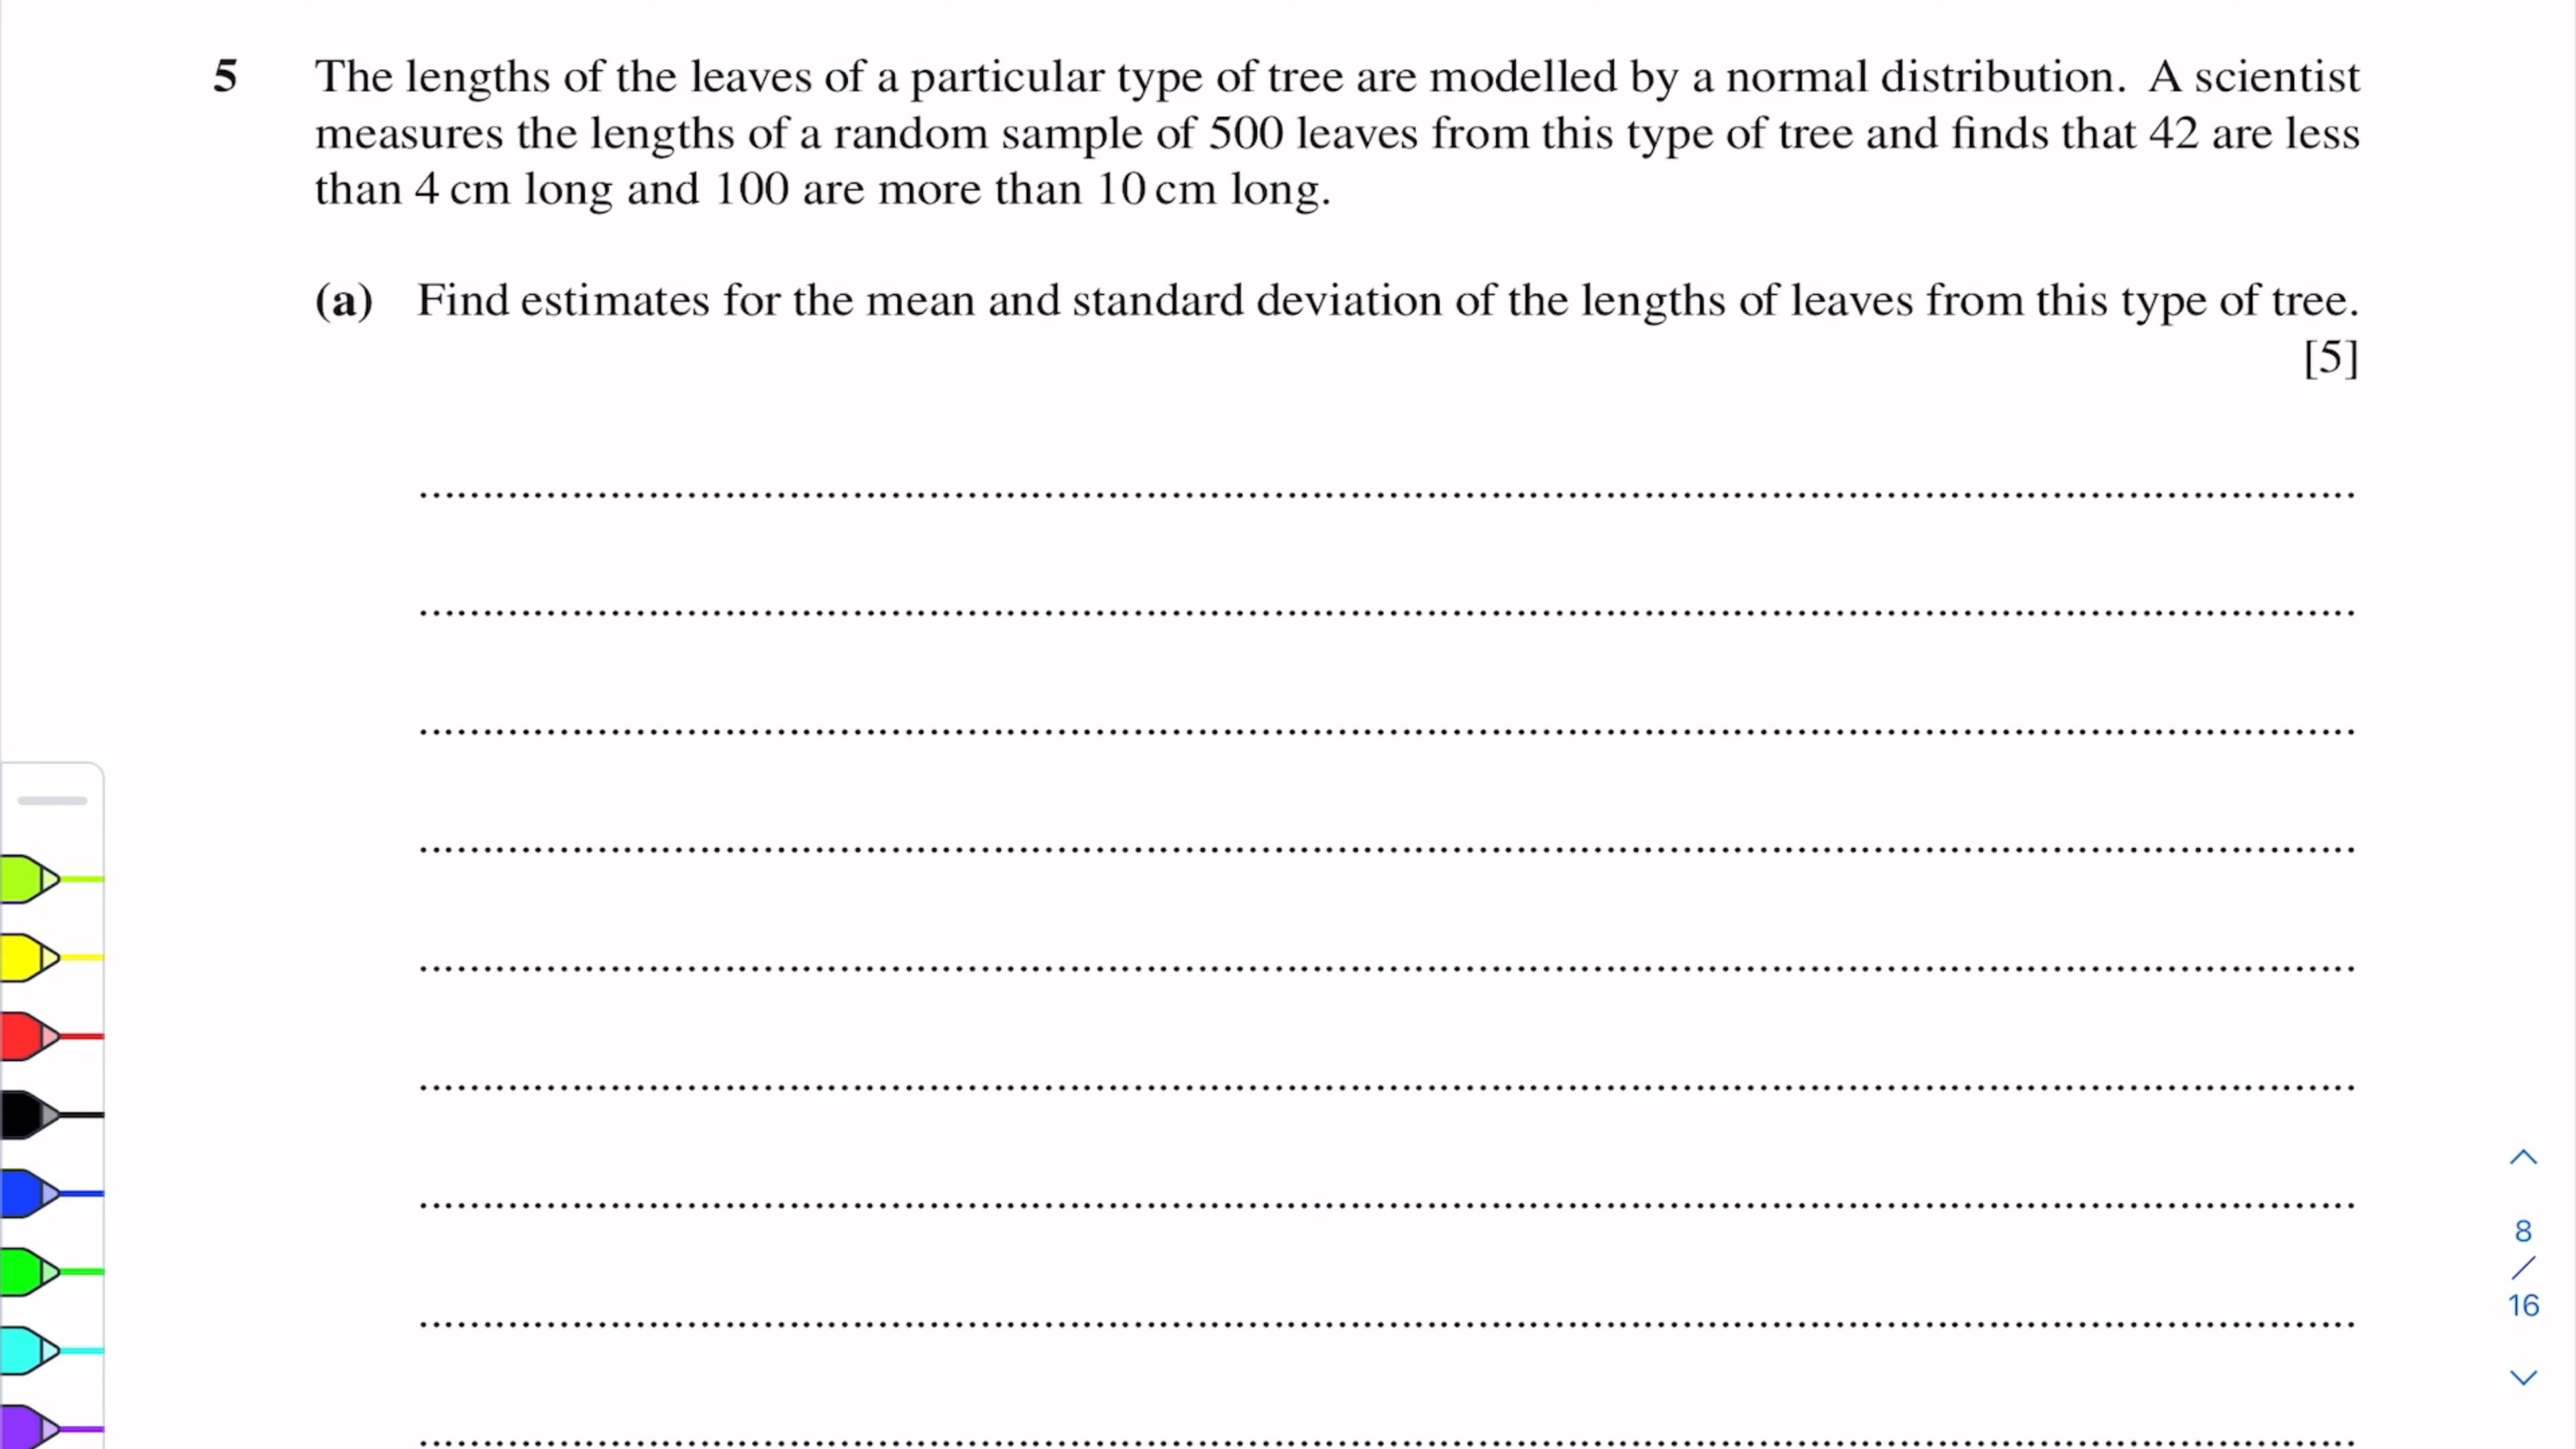 5 The lengths of the leaves of a particular type of tree are modelled by a normal distribution. A scientist
measures the lengths of a random sample of 500 leaves from this type of tree and finds that 42 are less
than 4 cm long and 100 are more than 10 cm long.
(a) Find estimates for the mean and standard deviation of the lengths of leaves from this type of tree.
[5]
8
/
16